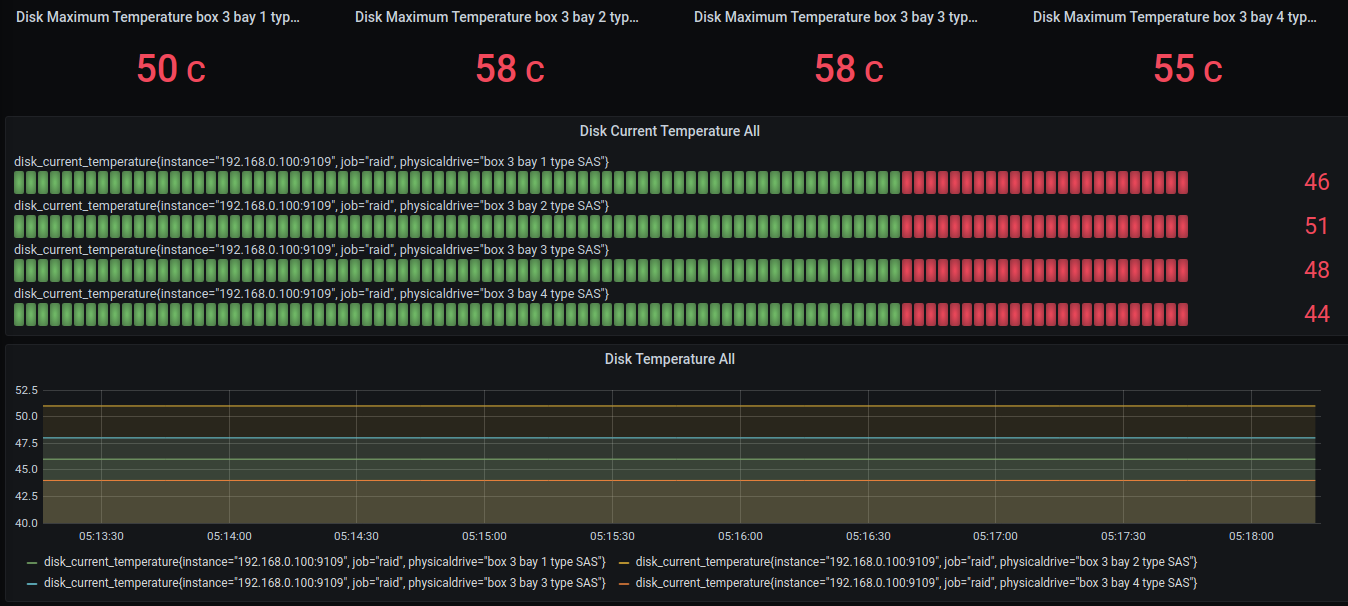 Disk Maximum Temperature box 3 bay 1 typ...
Disk Maximum Temperature box 3 bay 2 typ...
Disk Maximum Temperature box 3 bay 3 typ...
Disk Maximum Temperature box 3 bay 4 typ...
50 C
58 C
58 C
55 C
Disk Current Temperature All
disk_current_temperature{instance="192.168.0.100:9109", job="raid", physicaldrive="box 3 bay 1 type SAS"}
46
disk_current_temperature{instance="192.168.0.100:9109", job="raid", physicaldrive="box 3 bay 2 type SAS"}
51
disk_current_temperature{instance="192.168.0.100:9109", job="raid", physicaldrive="box 3 bay 3 type SAS"}
48
disk_current_temperature{instance="192.168.0.100:9109", job="raid", physicaldrive="box 3 bay 4 type SAS"}
44
Disk Temperature All
52.5
50.0
47.5
45.0
42.5
40.0
05:13:30 05:14:00 05:14:30 05:15:00 05:15:30 05:16:00 05:16:30 05:17:00 05:17:30 05:18:00
disk_current_temperature{instance="192.168.0.100:9109", job="raid", physicaldrive="box 3 bay 1 type SAS"} disk_current_temperature{instance="192.168.0.100:9109", job="raid", physicaldrive="box 3 bay 2 type SAS"}
disk_current_temperature{instance="192.168.0.100:9109", job="raid", physicaldrive="box 3 bay 3 type SAS"} disk_current_temperature{instance="192.168.0.100:9109", job="raid", physicaldrive="box 3 bay 4 type SAS"}